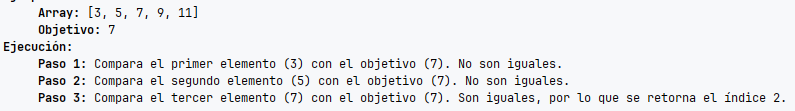 Array: [3, 5, 7, 9, 11]
Objetivo: 7
Ejecución:
Paso 1: Compara el primer elemento (3) con el objetivo (7). No son iguales.
Paso 2: Compara el segundo elemento (5) con el objetivo (7). No son iguales.
Paso 3: Compara el tercer elemento (7) con el objetivo (7). Son iguales, por lo que se retorna el índice 2.